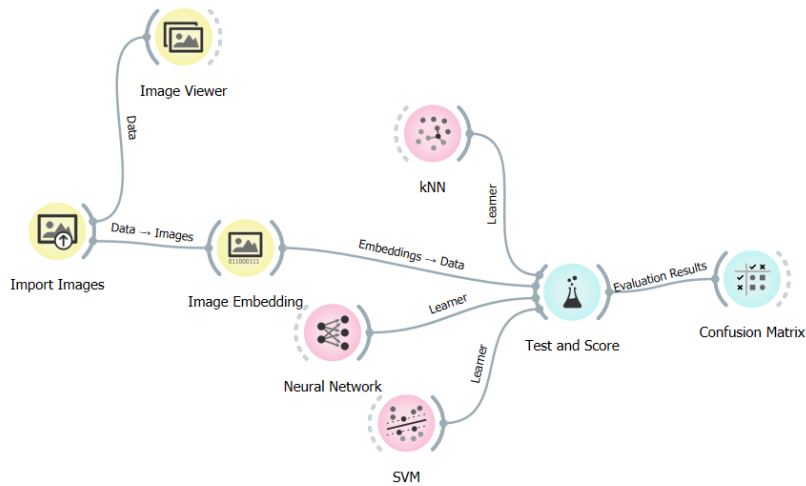 Image Viewer
Data
kNN
Learner
Data → Images
Import Images
Embeddings → Data
Image Embedding
011000111
Evaluation Results
Learner
Test and Score
Confusion Matrix
Neural Network
Learner
SVM